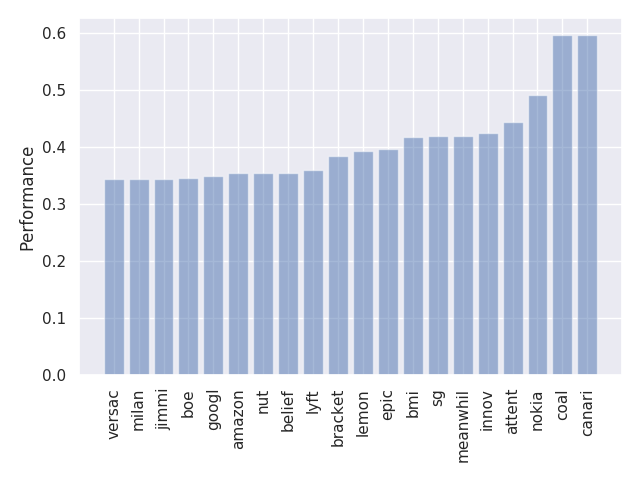 0.6
0.5
0.4
0.3
0.2
0.1
0.0
Performance
versac
milan
jimmi
boe
googl
amazon
nut
belief
lyft
bracket
lemon
epic
bmi
sg
meanwhil
innov
attent
nokia
coal
canari